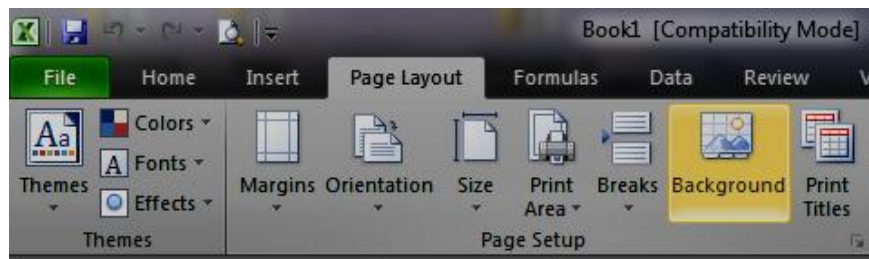 Book1 [Compatibility Mode]
File Home Insert Page Layout Formulas Data Review
Aa Colors
A Fonts
Themes Effects Margins Orientation Size Print Area Breaks Background Print Titles
Themes Page Setup